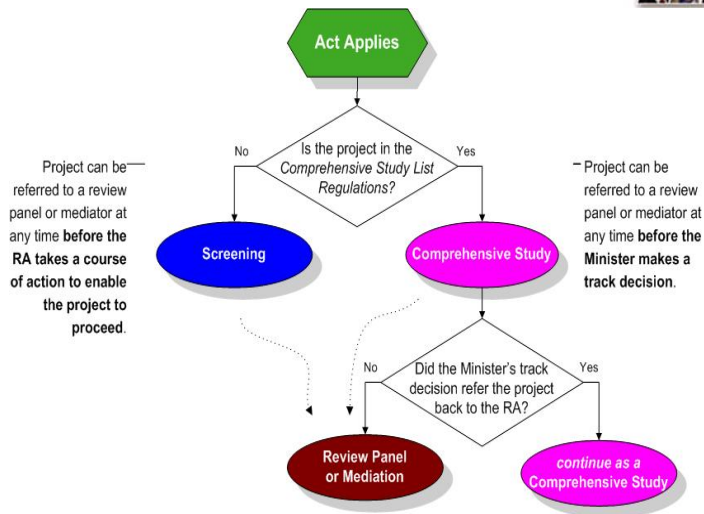 Act Applies
Is the project in the
Comprehensive Study List
Regulations?
No
Yes
Project can be
referred to a review
panel or mediator at
any time before the
RA takes a course
of action to enable
the project to
proceed.
Project can be
referred to a review
panel or mediator at
any time before the
Minister makes a
track decision.
Screening
Comprehensive Study
Did the Minister's track
decision refer the project
back to the RA?
No
Yes
Review Panel
or Mediation
continue as a
Comprehensive Study